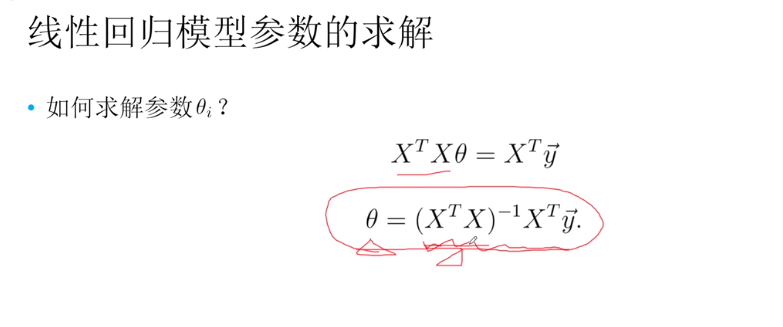 线性回归模型参数的求解
• 如何求解参数θᵢ？
XᵀXθ = Xᵀy⃗
θ = (XᵀX)⁻¹Xᵀy⃗.